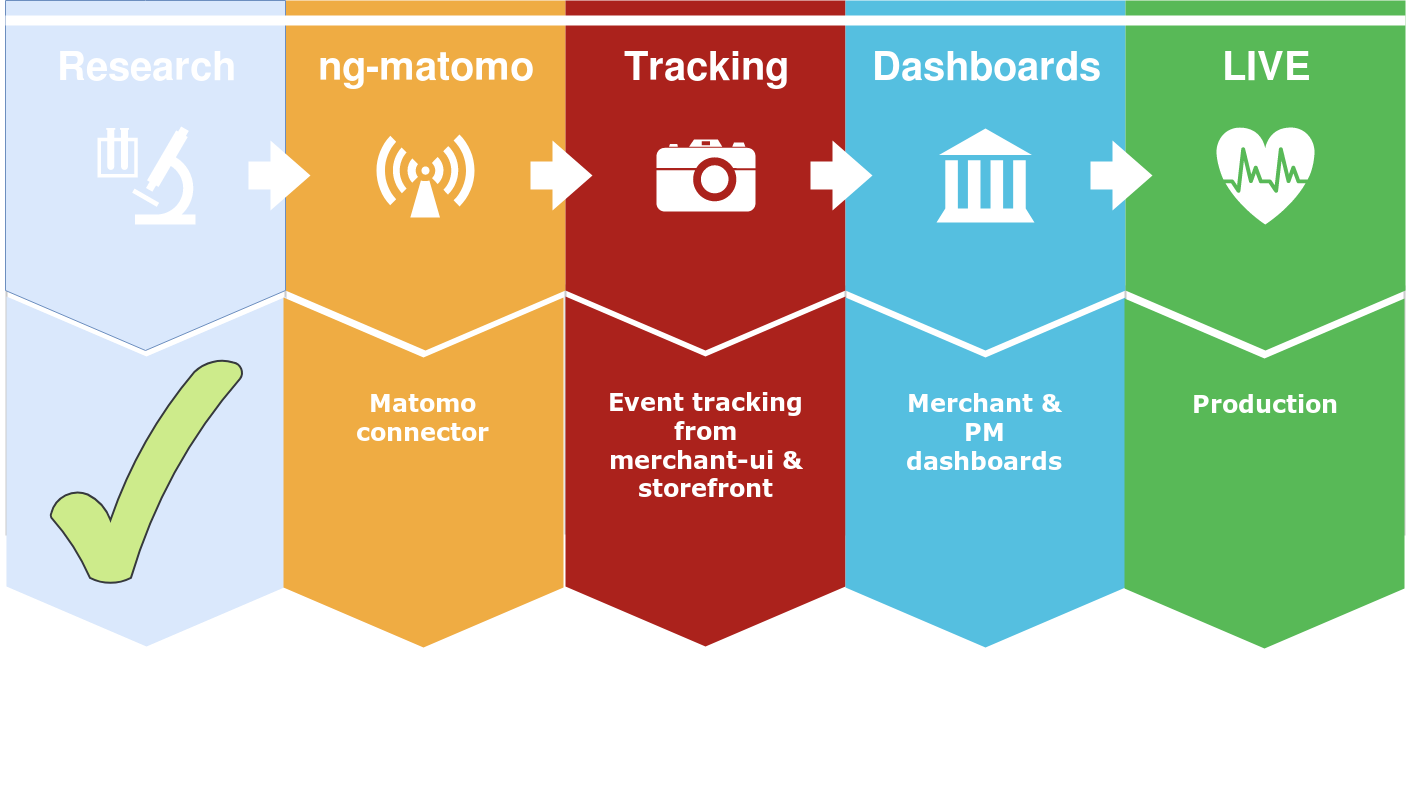 Research
ng-matomo
Tracking
Dashboards
LIVE
Matomo
connector
Event tracking
from
merchant-ui &
storefront
Merchant &
PM
dashboards
Production